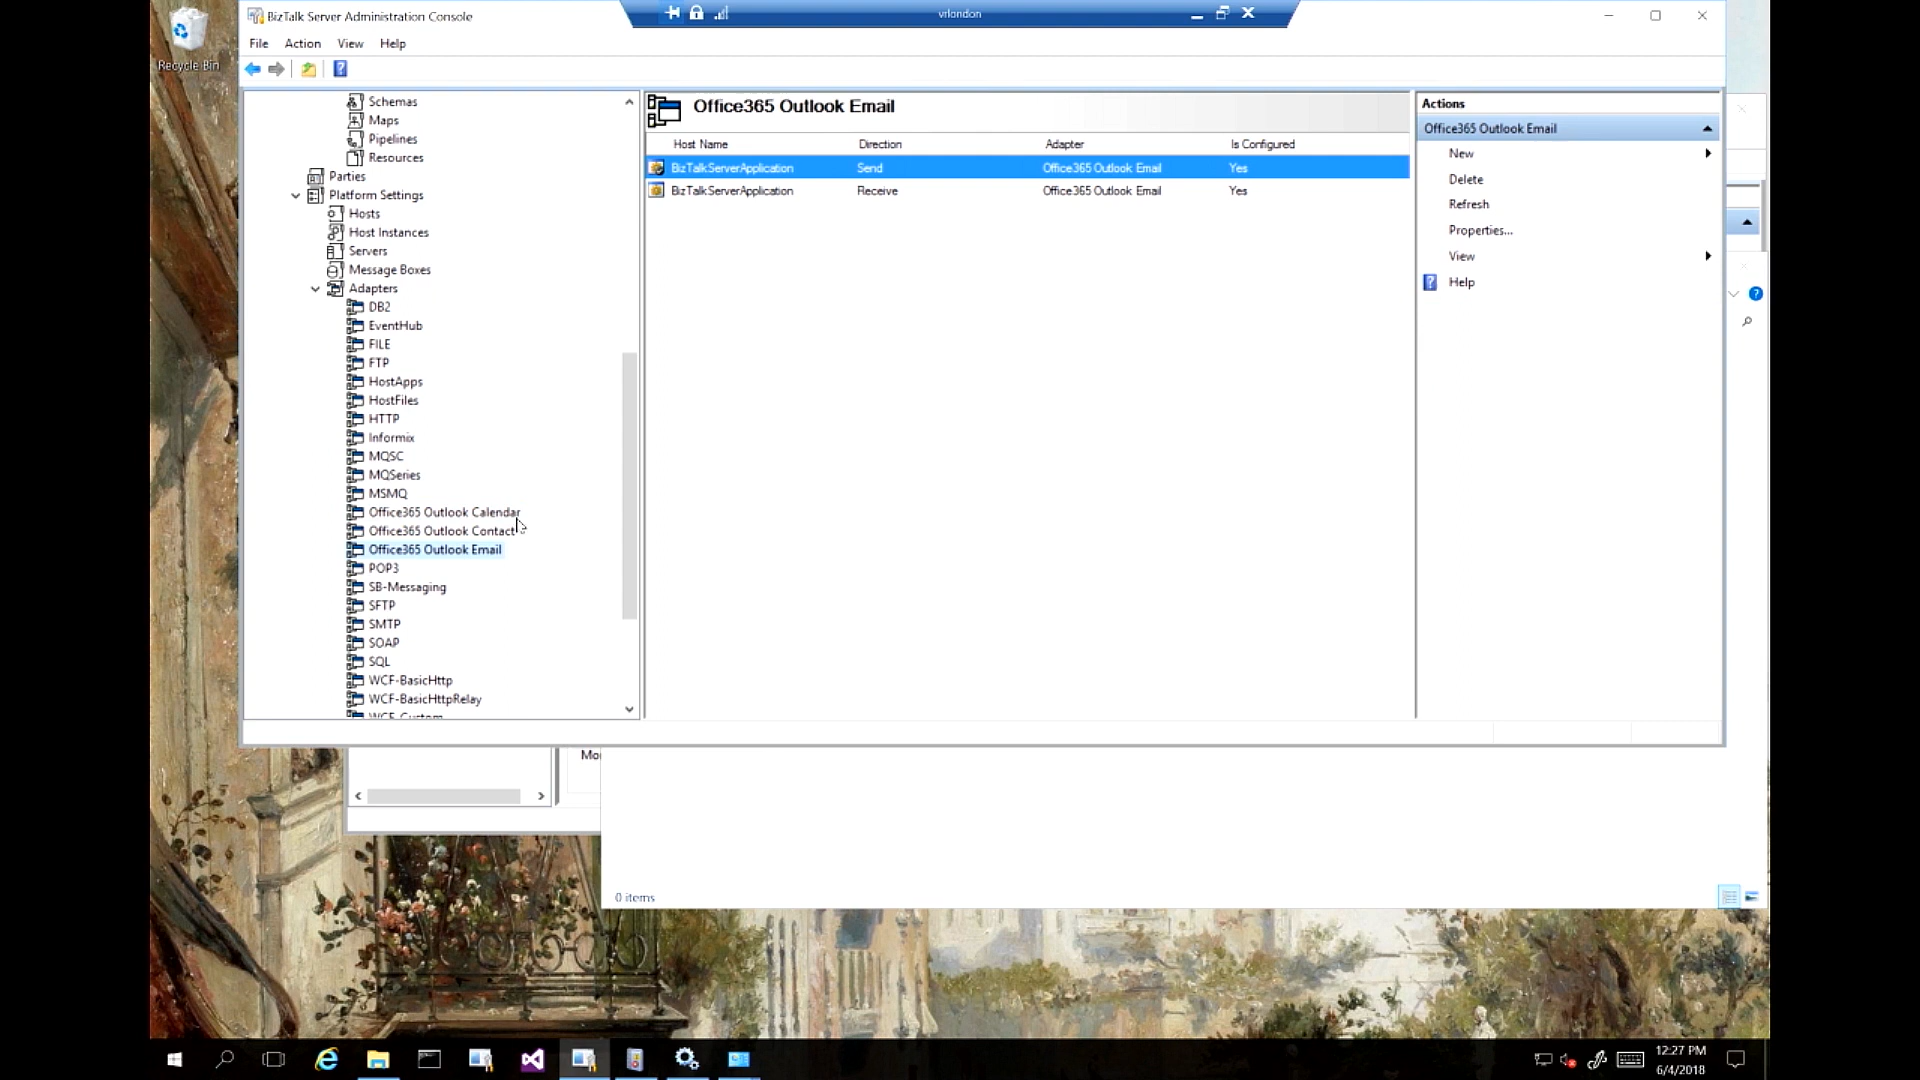 Recycle Bin
BizTalk Server Administration Console
vrlondon
File Action View Help
Schemas
Maps
Pipelines
Resources
Parties
Platform Settings
Hosts
Host Instances
Servers
Message Boxes
Adapters
DB2
EventHub
FILE
FTP
HostApps
HostFiles
HTTP
Informix
MQSC
MQSeries
MSMQ
Office365 Outlook Calendar
Office365 Outlook Contact
Office365 Outlook Email
POP3
SB-Messaging
SFTP
SMTP
SOAP
SQL
WCF-BasicHttp
WCF-BasicHttpRelay
WCF-Custom
Office365 Outlook Email
Host Name Direction Adapter Is Configured
BizTalkServerApplication Send Office365 Outlook Email Yes
BizTalkServerApplication Receive Office365 Outlook Email Yes
Actions
Office365 Outlook Email
New
Delete
Refresh
Properties...
View
Help
0 items
12:27 PM
6/4/2018